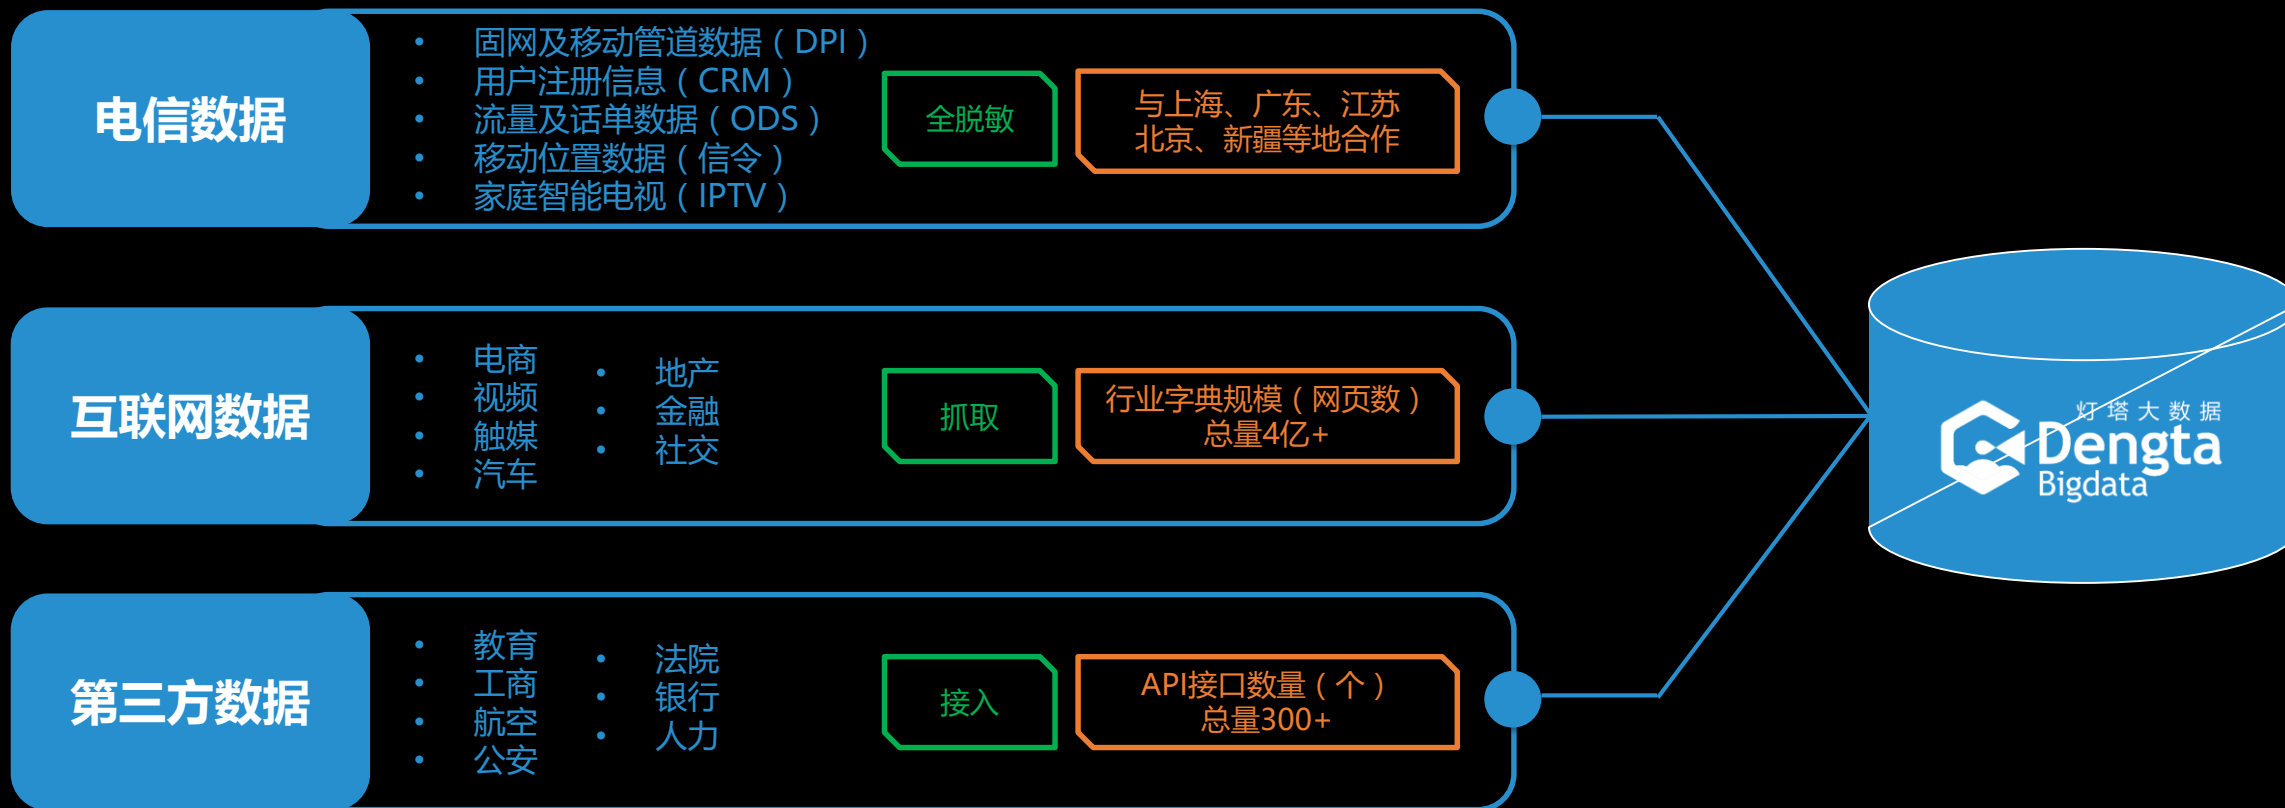 电信数据
固网及移动管道数据（DPI）
用户注册信息（CRM）
流量及话单数据（ODS）
移动位置数据（信令）
家庭智能电视（IPTV）
全脱敏
与上海、广东、江苏
北京、新疆等地合作
互联网数据
电商
视频
触媒
汽车
地产
金融
社交
抓取
行业字典规模（网页数）
总量4亿+
第三方数据
教育
工商
航空
公安
法院
银行
人力
接入
API接口数量（个）
总量300+
灯塔大数据
Dengta
Bigdata